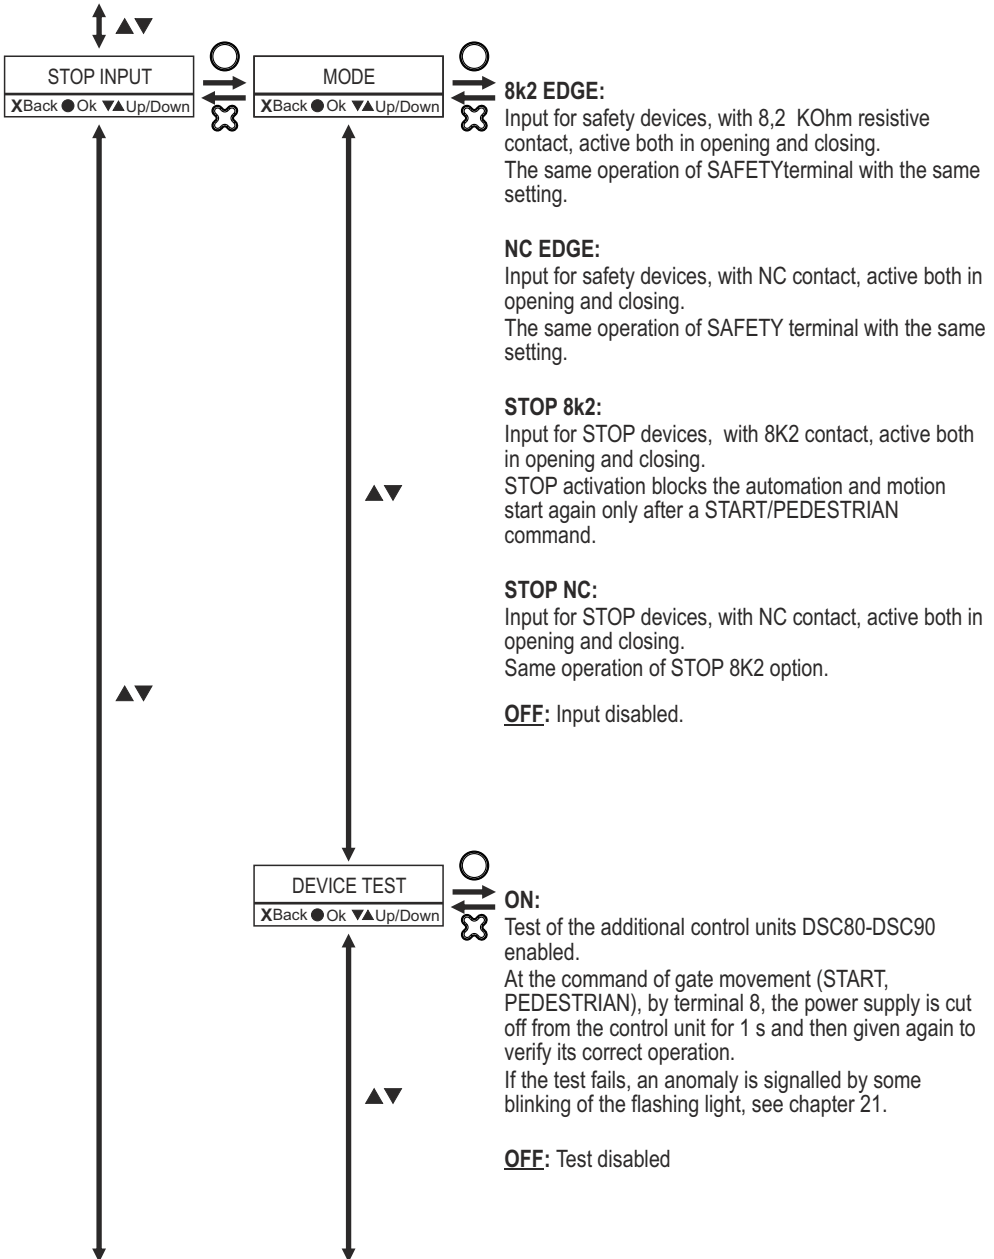 ▲▼
STOP INPUT
XBack ●Ok ▼▲Up/Down
MODE
XBack ●Ok ▼▲Up/Down
8k2 EDGE:
Input for safety devices, with 8,2 KOhm resistive
contact, active both in opening and closing.
The same operation of SAFETYterminal with the same
setting.
NC EDGE:
Input for safety devices, with NC contact, active both in
opening and closing.
The same operation of SAFETY terminal with the same
setting.
STOP 8k2:
Input for STOP devices, with 8K2 contact, active both
in opening and closing.
STOP activation blocks the automation and motion
start again only after a START/PEDESTRIAN
command.
▲▼
STOP NC:
Input for STOP devices, with NC contact, active both in
opening and closing.
Same operation of STOP 8K2 option.
▲▼
OFF: Input disabled.
DEVICE TEST
XBack ●Ok ▼▲Up/Down
ON:
Test of the additional control units DSC80-DSC90
enabled.
At the command of gate movement (START,
PEDESTRIAN), by terminal 8, the power supply is cut
off from the control unit for 1 s and then given again to
verify its correct operation.
If the test fails, an anomaly is signalled by some
blinking of the flashing light, see chapter 21.
▲▼
OFF: Test disabled